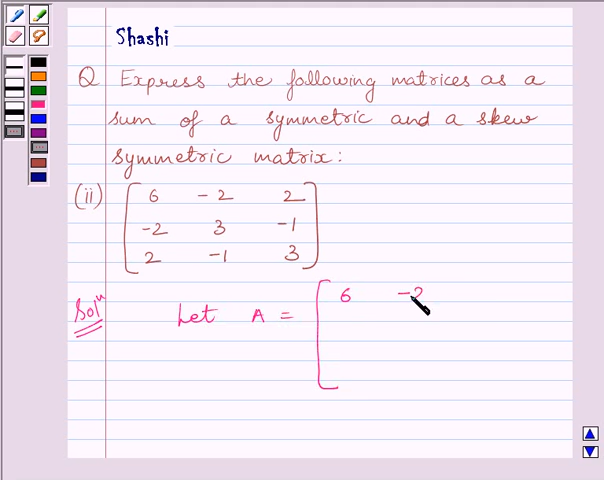 Shashi
Q Express the following matrices as a
sum of a symmetric and a skew
symmetric matrix:
(ii) [ 6 -2 2 ]
-2 3 -1
2 -1 3
Solⁿ Let A = [ 6 -2